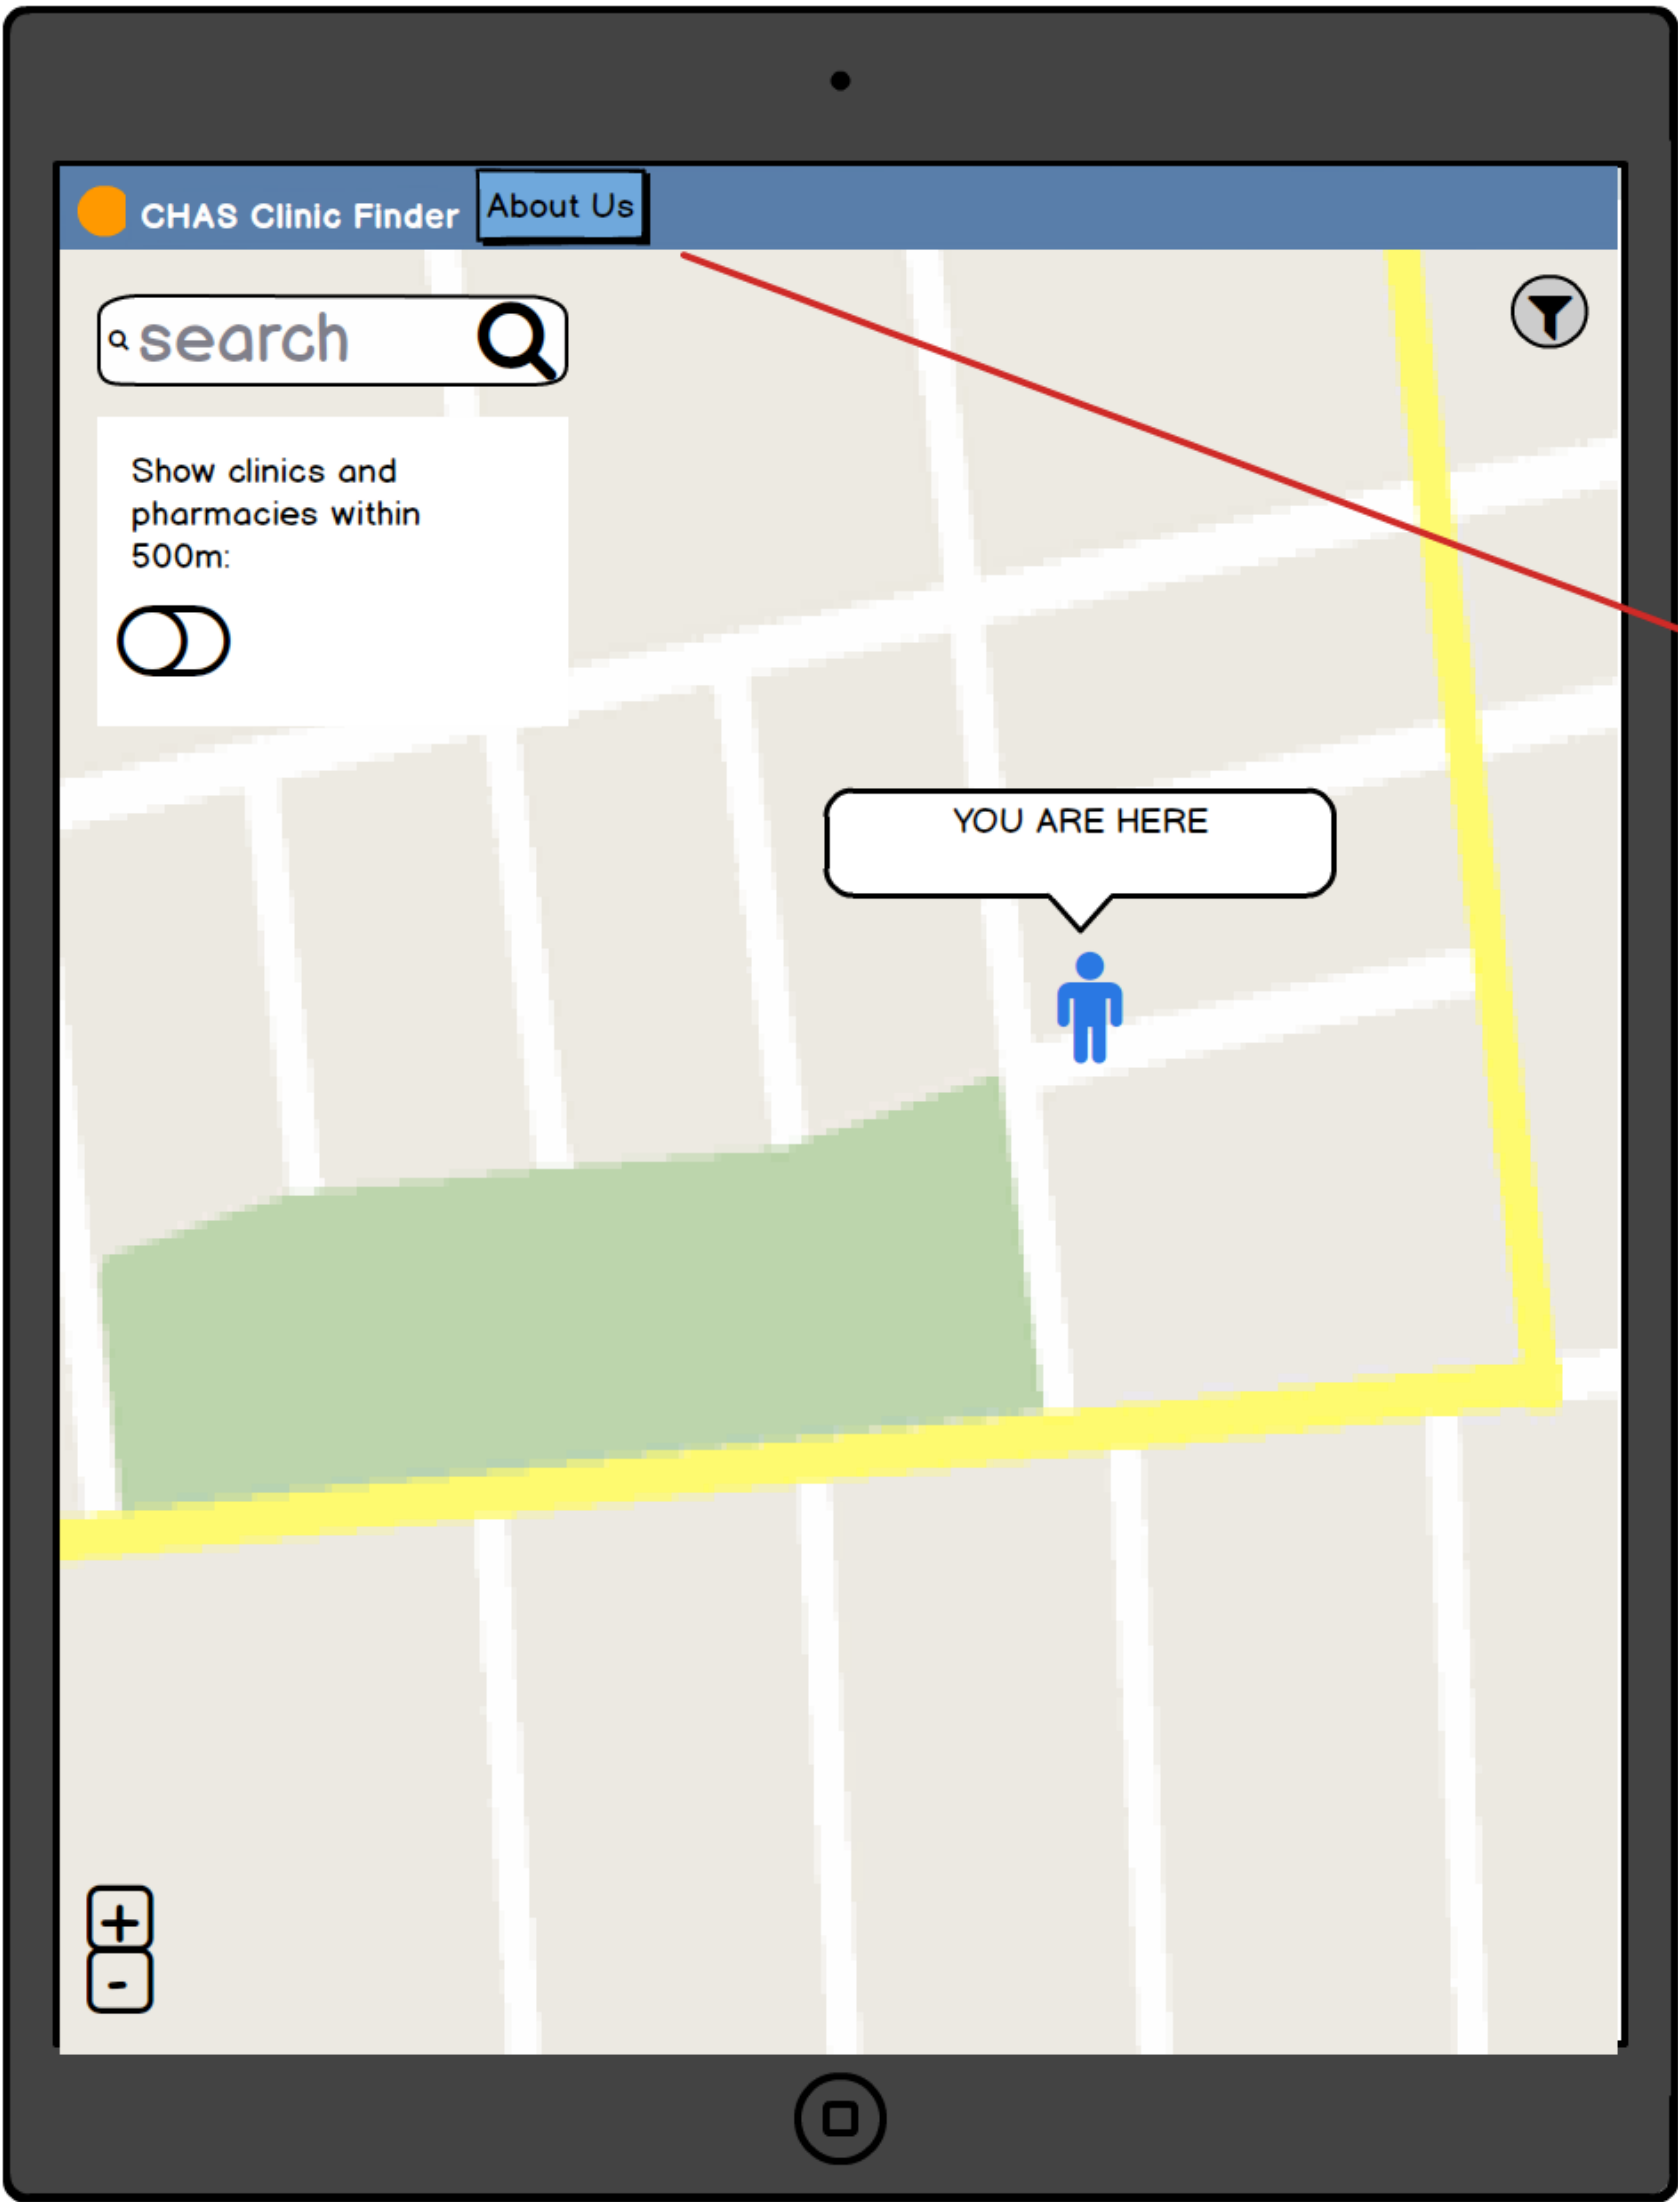 CHAS Clinic Finder
About Us
search
Show clinics and
pharmacies within
500m:
YOU ARE HERE
+
-